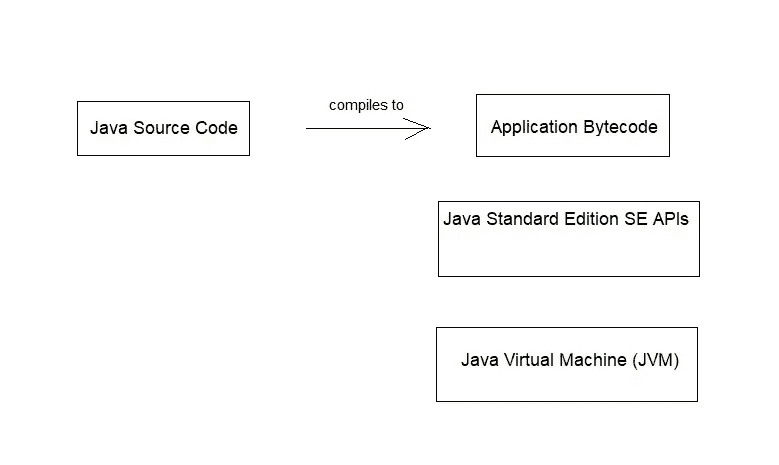 compiles to
Java Source Code
Application Bytecode
Java Standard Edition SE APIs
Java Virtual Machine (JVM)